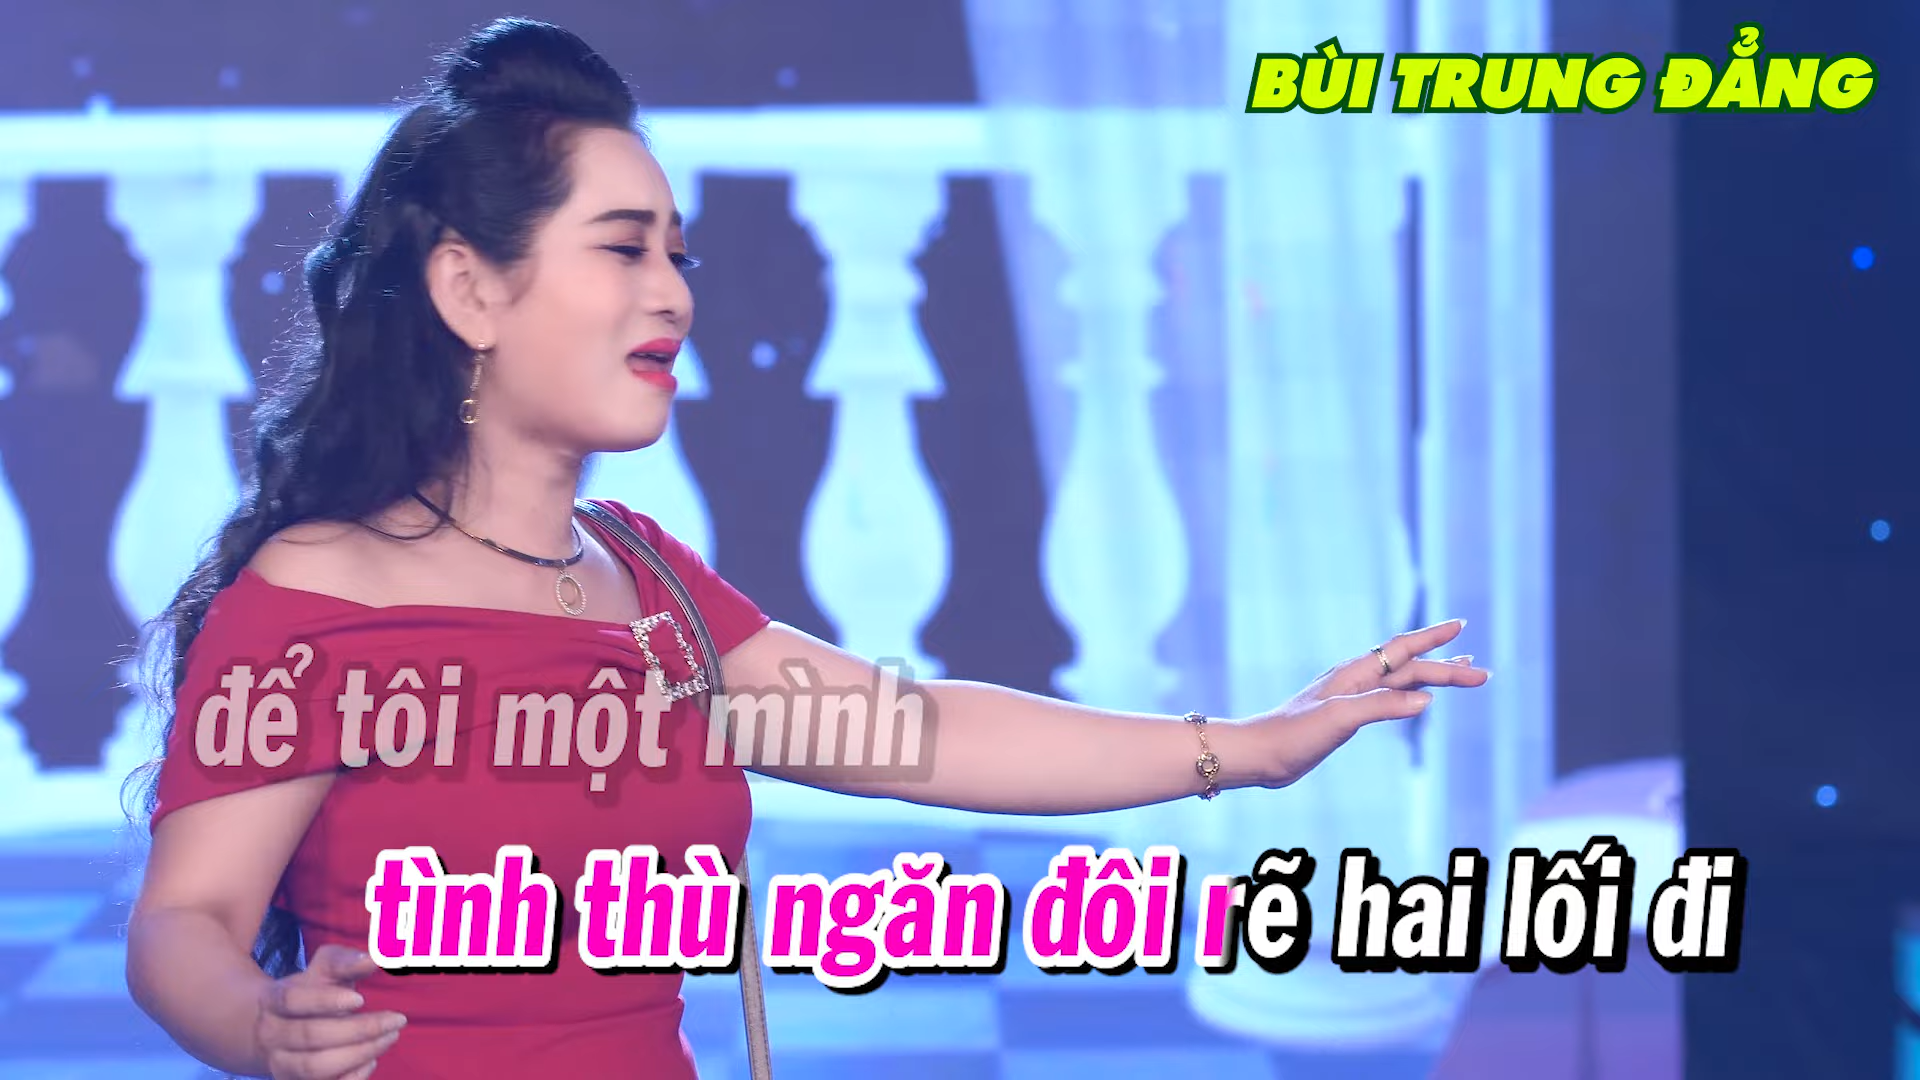 BÙI TRUNG ĐẲNG
để tôi một mình
tình thù ngăn đôi rẽ hai lối đi